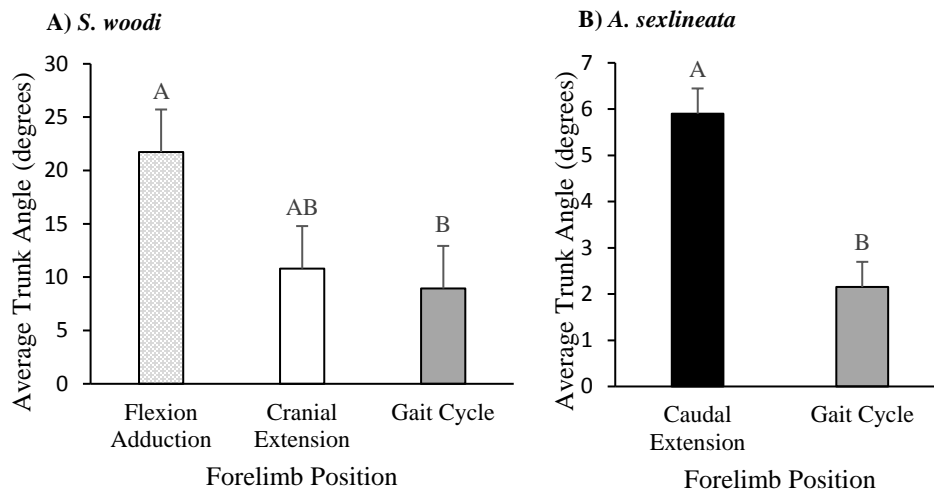 A) S. woodi
Average Trunk Angle (degrees)
30
25
20
15
10
5
0
A
AB
B
Flexion
Adduction
Cranial
Extension
Gait Cycle
Forelimb Position
B) A. sexlineata
Average Trunk Angle (degrees)
7
6
5
4
3
2
1
0
A
B
Caudal
Extension
Gait Cycle
Forelimb Position